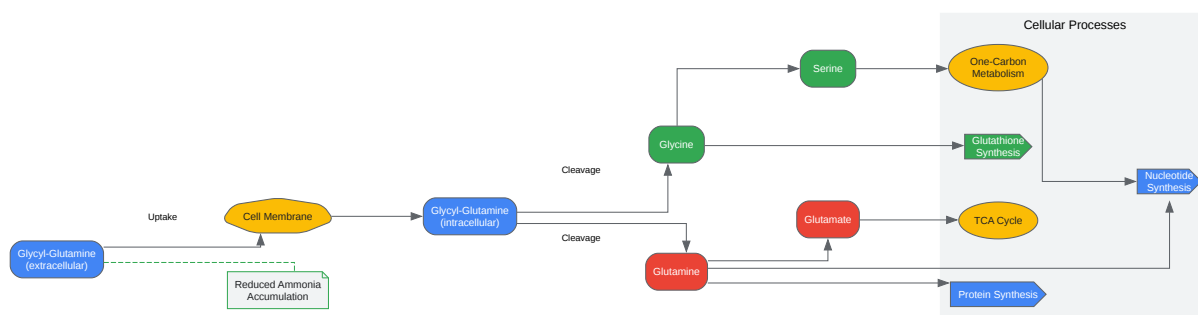 Cellular Processes
Serine
One-Carbon
Metabolism
Glycine
Glutathione
Synthesis
Cleavage
Nucleotide
Synthesis
Uptake
Cell Membrane
Glycyl-Glutamine
(intracellular)
Glutamate
TCA Cycle
Cleavage
Glycyl-Glutamine
(extracellular)
Glutamine
Reduced Ammonia
Accumulation
Protein Synthesis